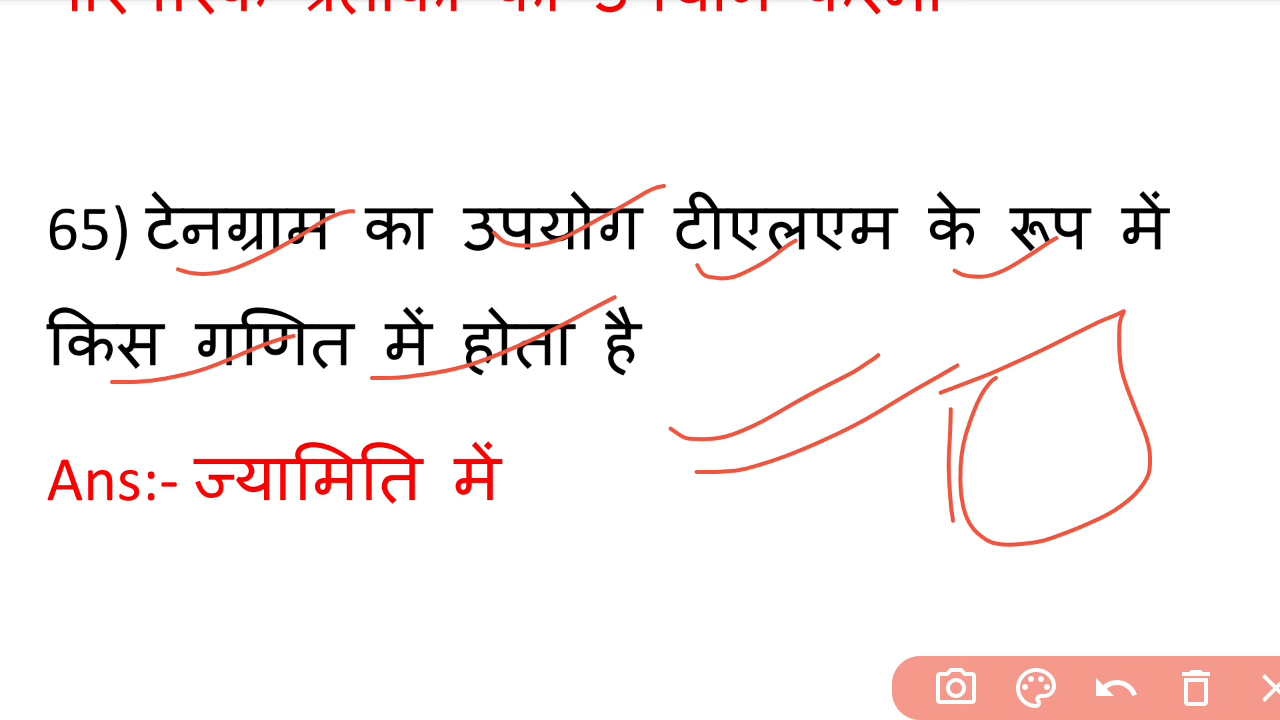 65) टेनग्राम का उपयोग टीएलएम के रूप में
किस गणित में होता है
Ans:- ज्यामिति में